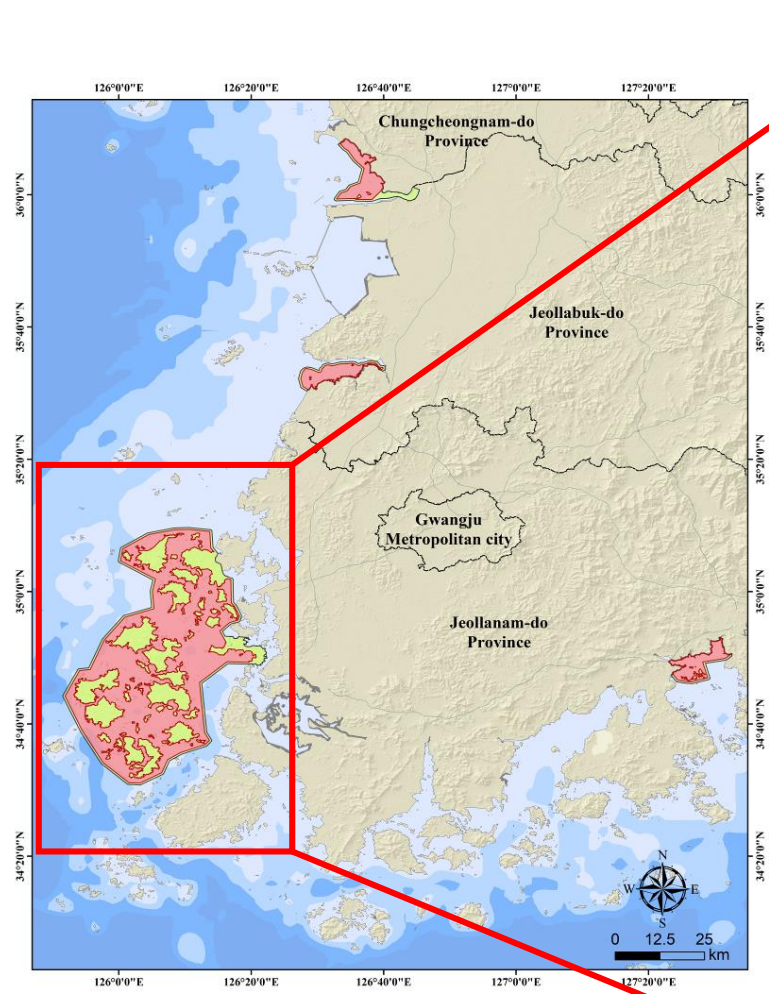 126°0'0"E 126°20'0"E 126°40'0"E 127°0'0"E 127°20'0"E
Chungcheongnam-do
Province
36°0'0"N 36°0'0"N
Jeollabuk-do
Province
35°40'0"N 35°40'0"N
35°20'0"N 35°20'0"N
Gwangju
Metropolitan city
35°0'0"N 35°0'0"N
Jeollanam-do
Province
34°40'0"N 34°40'0"N
34°20'0"N 34°20'0"N
N
W E
S
0 12.5 25
km
126°0'0"E 126°20'0"E 126°40'0"E 127°0'0"E 127°20'0"E